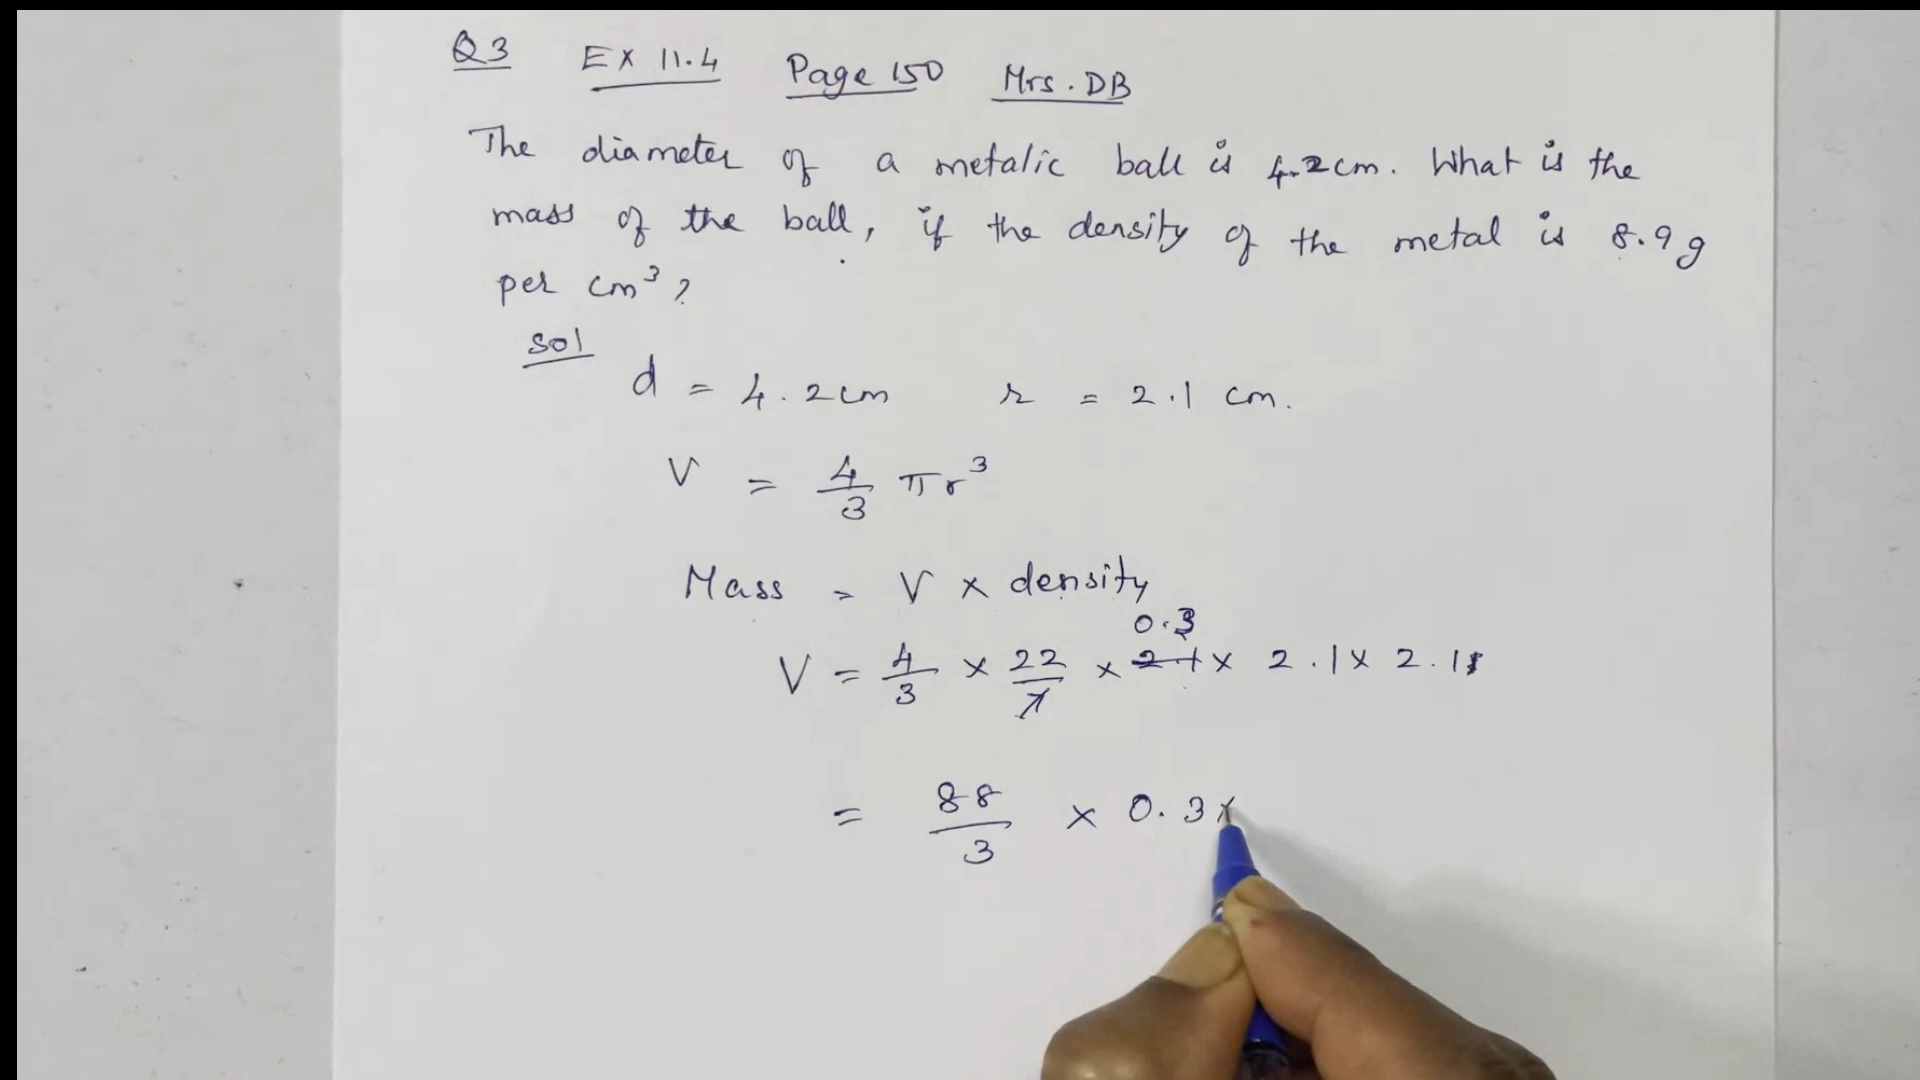 Q3 Ex 11.4 Page 150 Mrs. DB
The diameter of a metalic ball is 4.2cm. What is the
mass of the ball, if the density of the metal is 8.9g
per cm³?
Sol
d = 4.2cm r = 2.1 cm.
V = 4/3 πr³
Mass = V × density
0.3
V = 4/3 × 22/7 × 2.1 × 2.1 × 2.1
= 88/3 × 0.3 ×